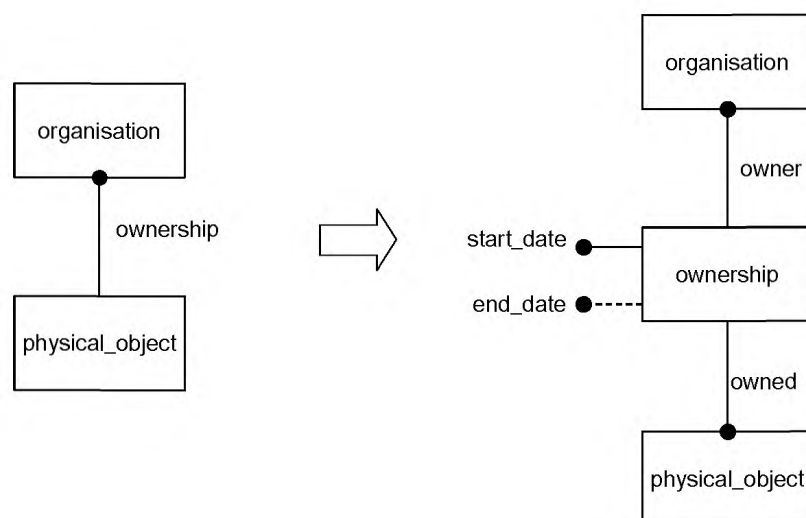 organisation
ownership
physical_object
organisation
owner
start_date
ownership
end_date
owned
physical_object